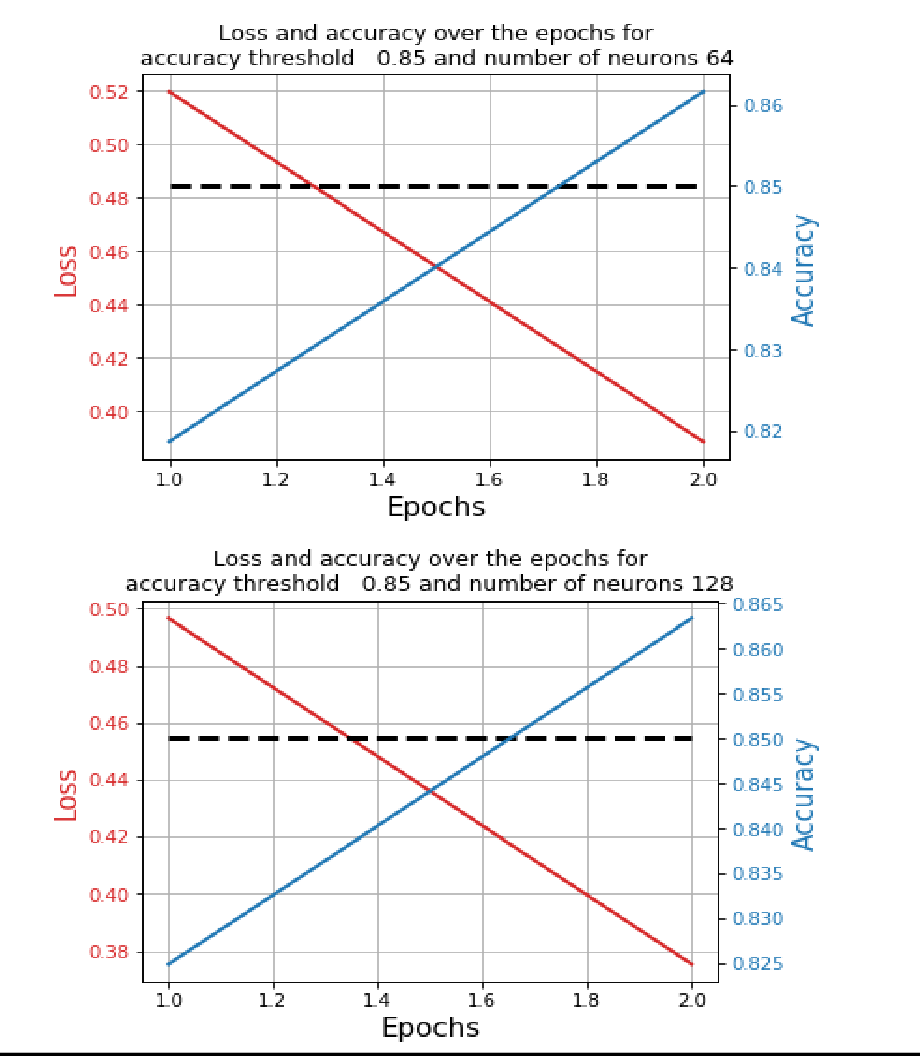 Loss and accuracy over the epochs for
accuracy threshold 0.85 and number of neurons 64
0.52
0.50
0.48
0.46
0.44
0.42
0.40
Loss
0.86
0.85
0.84
0.83
0.82
Accuracy
1.0 1.2 1.4 1.6 1.8 2.0
Epochs
Loss and accuracy over the epochs for
accuracy threshold 0.85 and number of neurons 128
0.50
0.48
0.46
0.44
0.42
0.40
0.38
Loss
0.865
0.860
0.855
0.850
0.845
0.840
0.835
0.830
0.825
Accuracy
1.0 1.2 1.4 1.6 1.8 2.0
Epochs